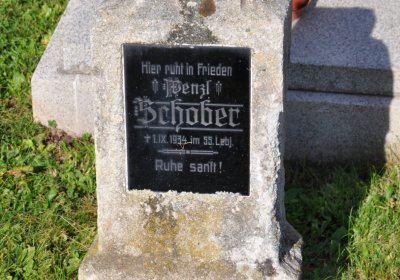 Hier ruht in Frieden
Wenzl
Schober
† 1.IX.1934 im 55. Lebj.
Ruhe sanft!